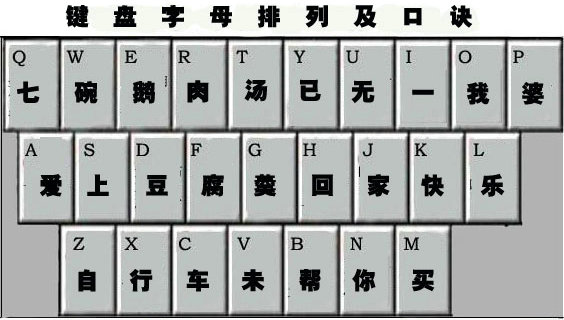 键盘字母排列及口诀
Q W E R T Y U I O P
七 碗 鹅 肉 汤 已 无 一 我 婆
A S D F G H J K L
爱 上 豆 腐 羹 回 家 快 乐
Z X C V B N M
自 行 车 未 帮 你 买